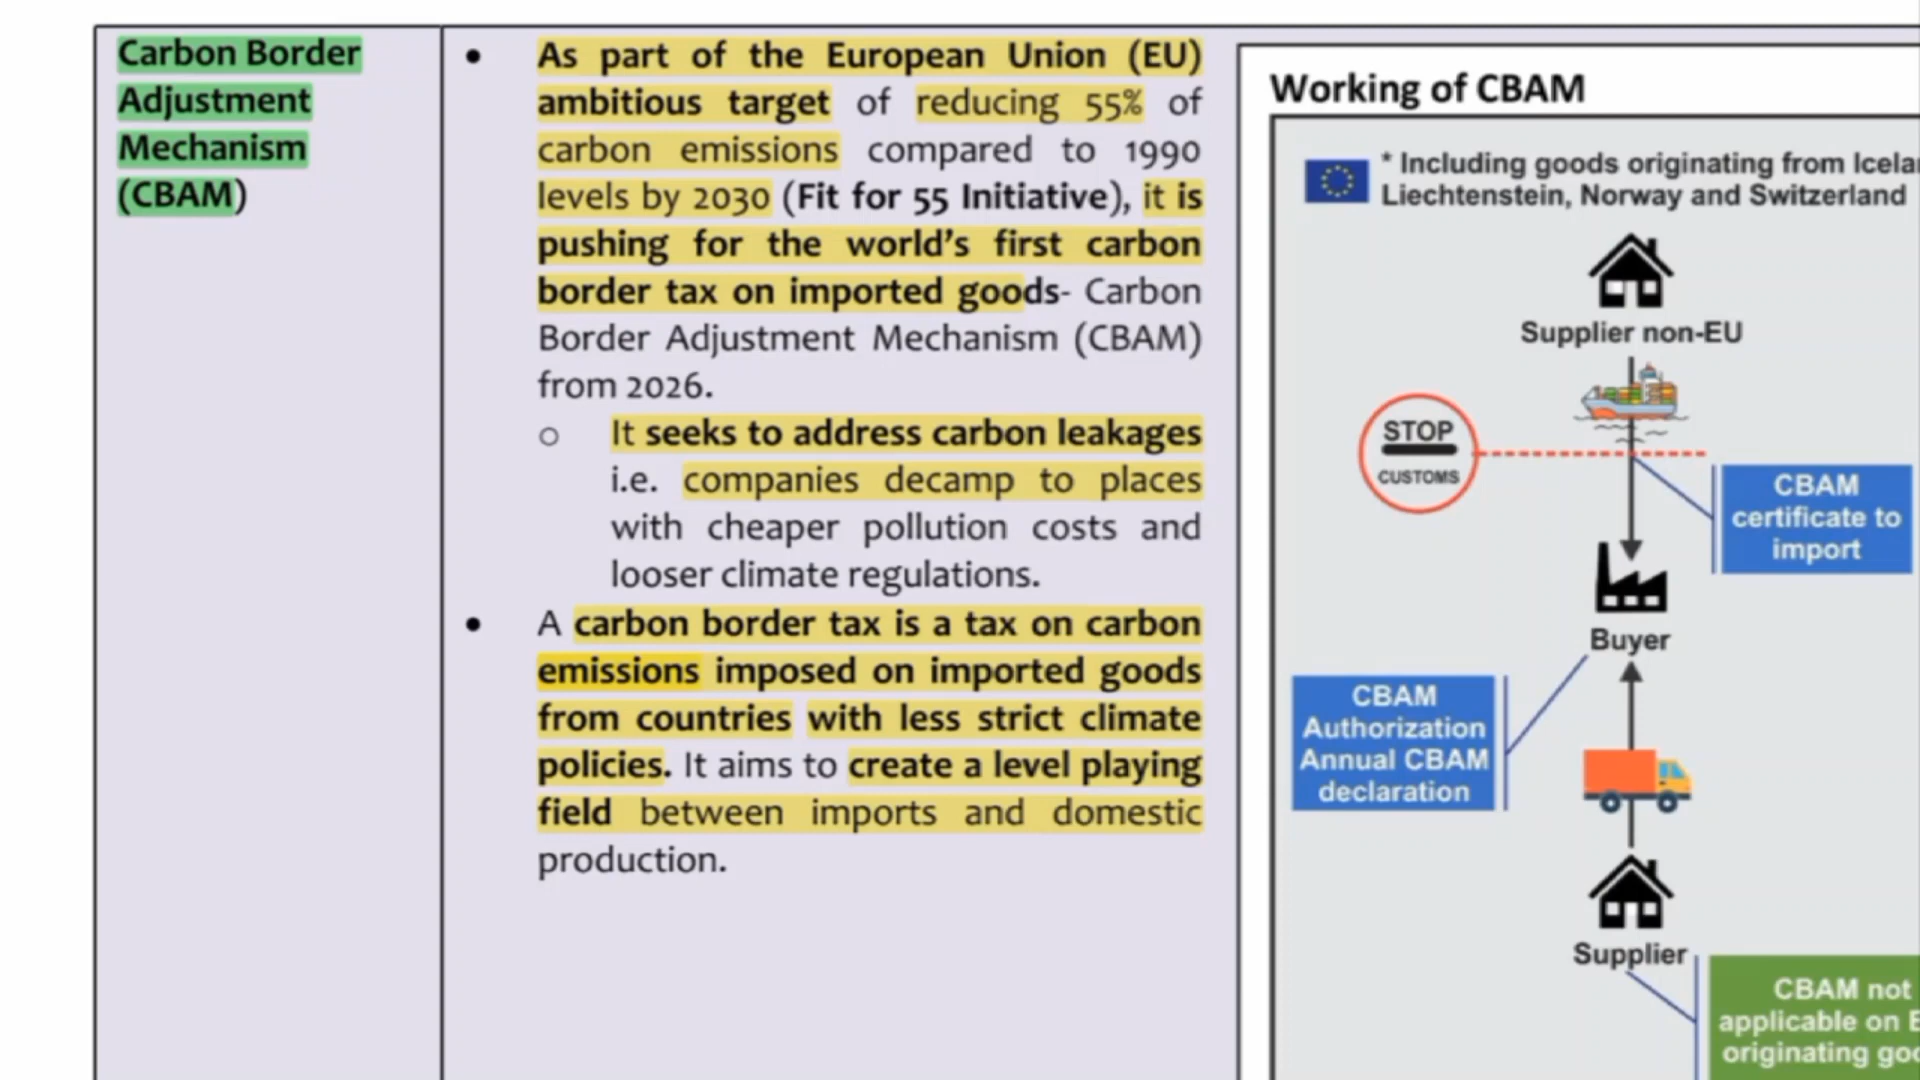 Carbon Border
Adjustment
Mechanism
(CBAM)
• As part of the European Union (EU)
ambitious target of reducing 55% of
carbon emissions compared to 1990
levels by 2030 (Fit for 55 Initiative), it is
pushing for the world's first carbon
border tax on imported goods- Carbon
Border Adjustment Mechanism (CBAM)
from 2026.
○ It seeks to address carbon leakages
i.e. companies decamp to places
with cheaper pollution costs and
looser climate regulations.
• A carbon border tax is a tax on carbon
emissions imposed on imported goods
from countries with less strict climate
policies. It aims to create a level playing
field between imports and domestic
production.
Working of CBAM
* Including goods originating from
Liechtenstein, Norway and Switzerland
Supplier non-EU
STOP
CUSTOMS
CBAM
certificate to
import
Buyer
CBAM
Authorization
Annual CBAM
declaration
Supplier
CBAM not
applicable on
originating